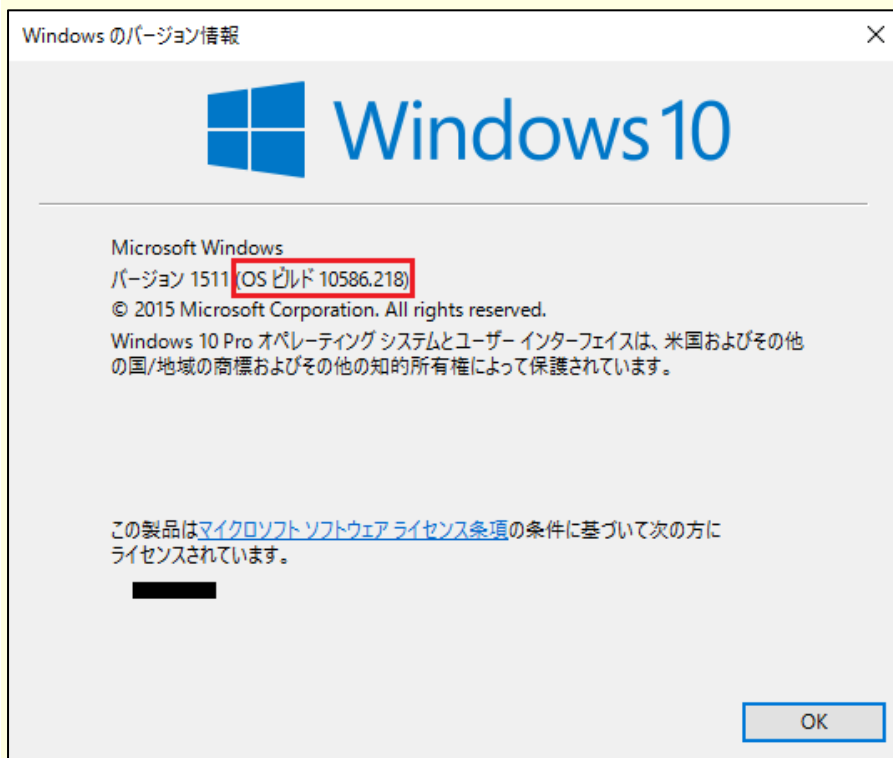 Windows のバージョン情報
Windows 10
Microsoft Windows
バージョン 1511 (OS ビルド 10586.218)
© 2015 Microsoft Corporation. All rights reserved.
Windows 10 Pro オペレーティング システムとユーザー インターフェイスは、米国およびその他
の国/地域の商標およびその他の知的所有権によって保護されています。
この製品はマイクロソフト ソフトウェア ライセンス条項の条件に基づいて次の方に
ライセンスされています。
OK